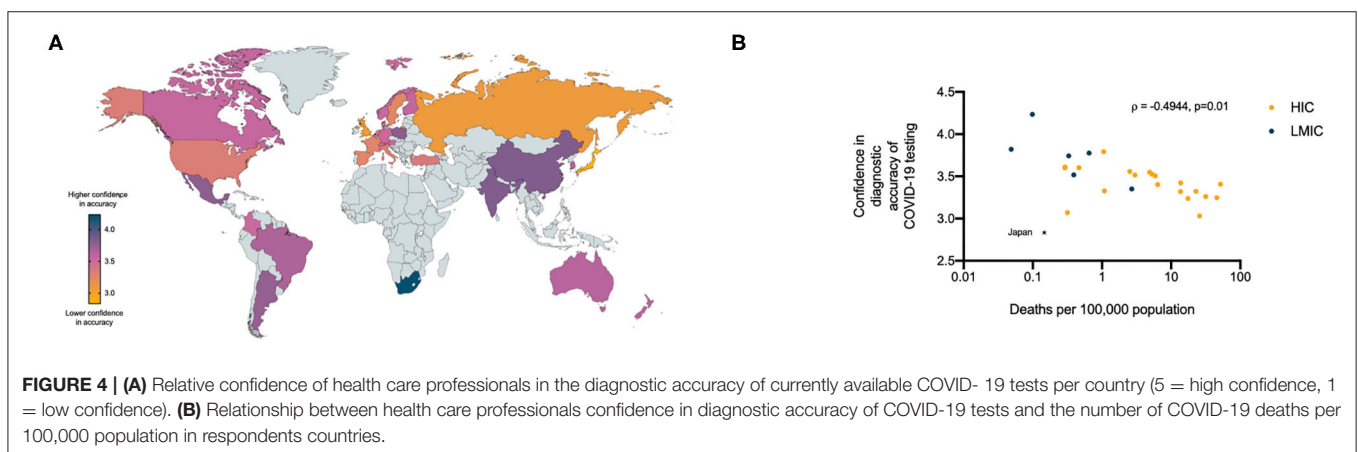 A
Higher confidence
in accuracy
4.0
3.5
3.0
Lower confidence
in accuracy
B
Confidence in
diagnostic
accuracy of
COVID-19 testing
4.5
4.0
3.5
3.0
2.5
ρ = -0.4944, p=0.01
HIC
LMIC
Japan
0.01
0.1
1
10
100
Deaths per 100,000 population
FIGURE 4 | (A) Relative confidence of health care professionals in the diagnostic accuracy of currently available COVID- 19 tests per country (5 = high confidence, 1
= low confidence). (B) Relationship between health care professionals confidence in diagnostic accuracy of COVID-19 tests and the number of COVID-19 deaths per
100,000 population in respondents countries.